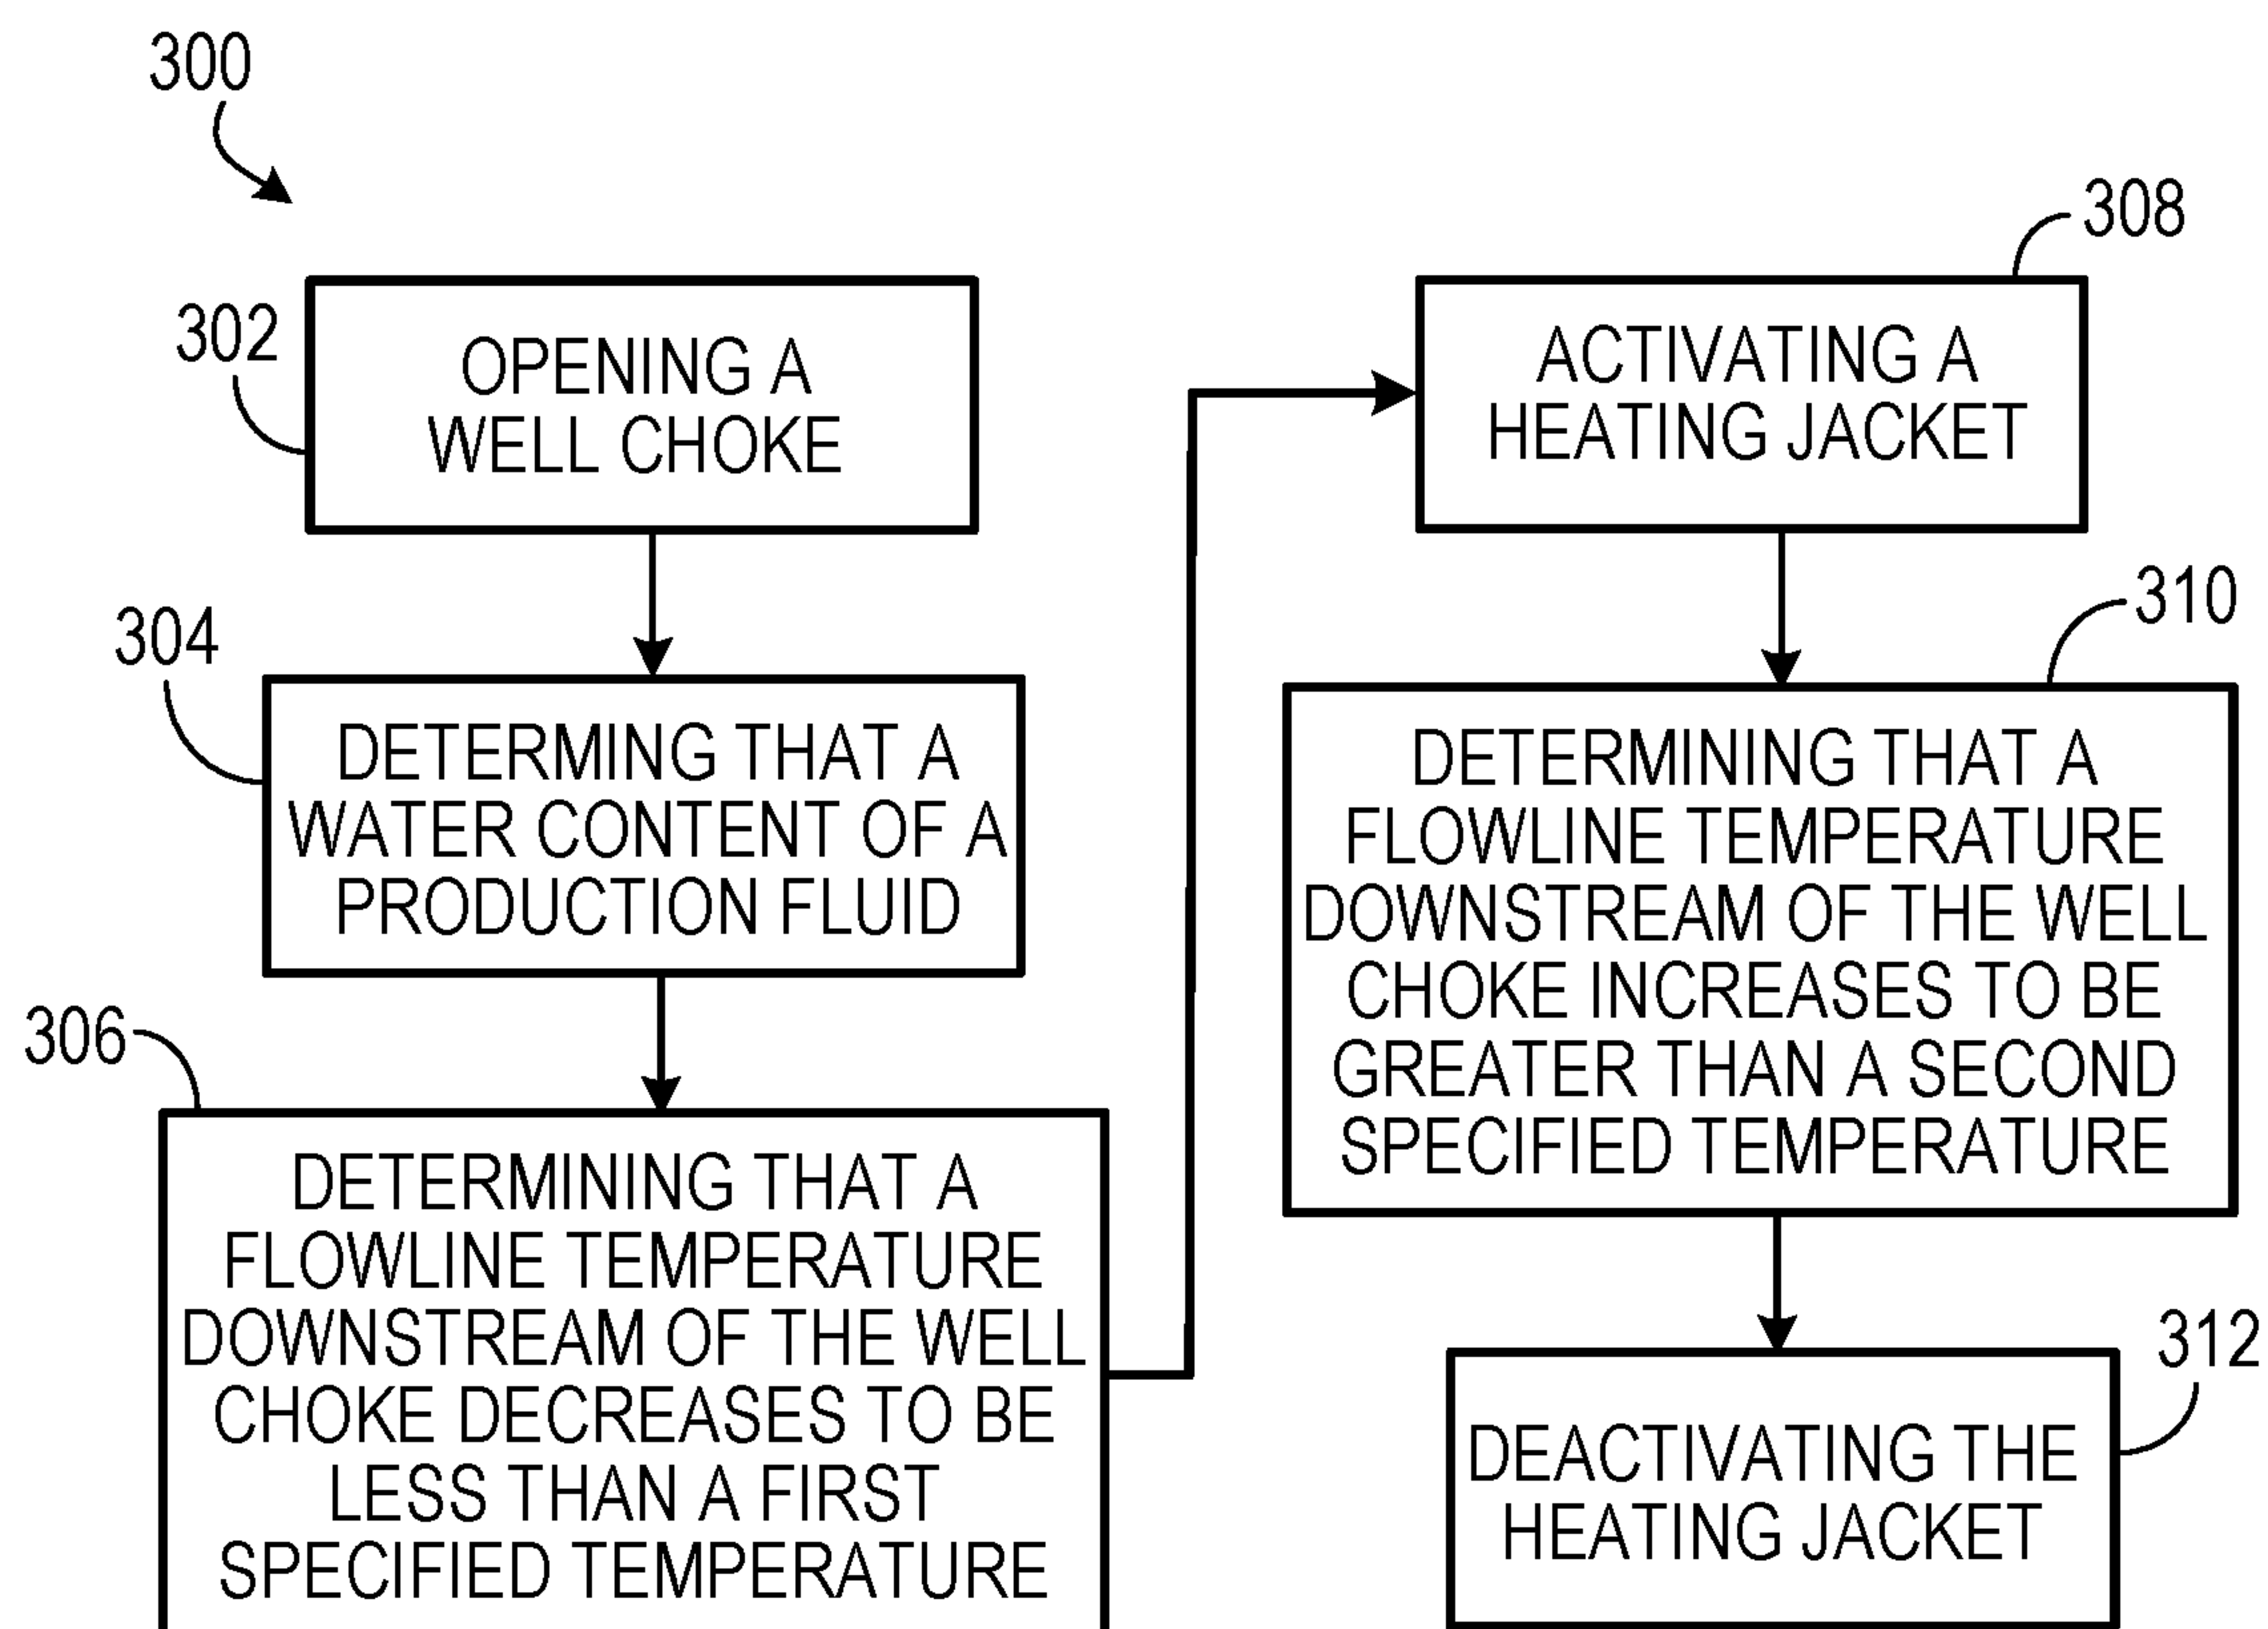 300
302
OPENING A
WELL CHOKE
304
DETERMING THAT A
WATER CONTENT OF A
PRODUCTION FLUID
306
DETERMINING THAT A
FLOWLINE TEMPERATURE
DOWNSTREAM OF THE WELL
CHOKE DECREASES TO BE
LESS THAN A FIRST
SPECIFIED TEMPERATURE
308
ACTIVATING A
HEATING JACKET
310
DETERMINING THAT A
FLOWLINE TEMPERATURE
DOWNSTREAM OF THE WELL
CHOKE INCREASES TO BE
GREATER THAN A SECOND
SPECIFIED TEMPERATURE
312
DEACTIVATING THE
HEATING JACKET